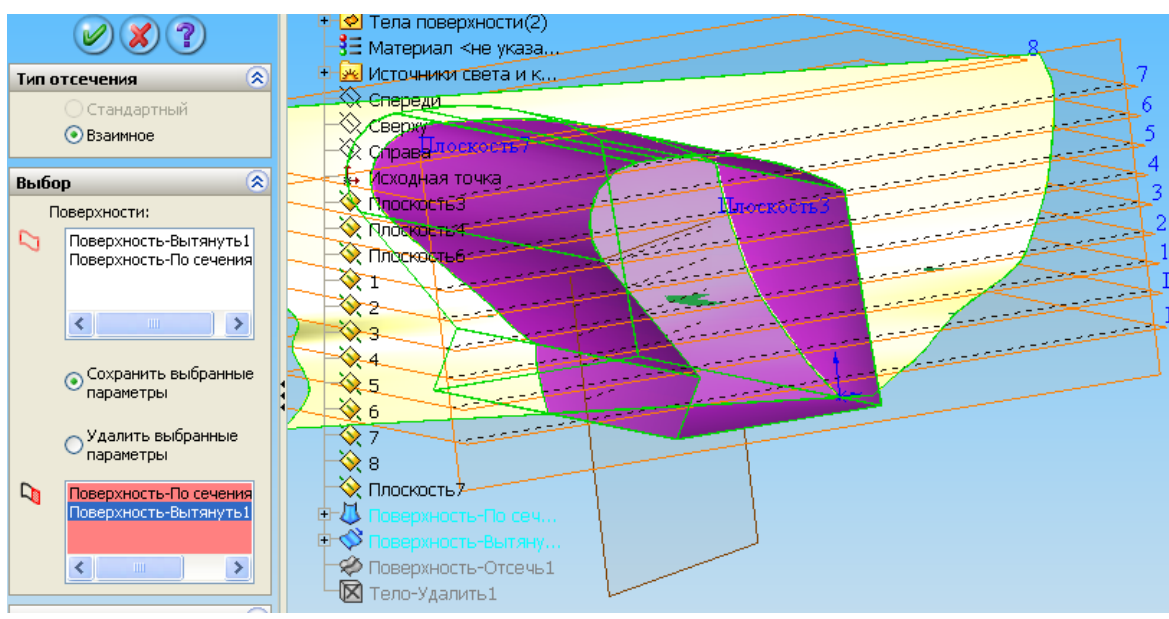 ?
Тип отсечения
Стандартный
Взаимное
Выбор
Поверхности:
Поверхность-Вытянуть1
Поверхность-По сечения
Сохранить выбранные
параметры
Удалить выбранные
параметры
Поверхность-По сечения
Поверхность-Вытянуть1
Тела поверхности(2)
Материал <не указа...
Источники света и к...
Спереди
Сверху
Справа
Исходная точка
Плоскость3
Плоскость4
Плоскость6
1
2
3
4
5
6
7
8
Плоскость7
Поверхность-По сеч...
Поверхность-Вытяну...
Поверхность-Отсечь1
Тело-Удалить1
Плоскость7
Плоскость3
8
7
6
5
4
3
2
1